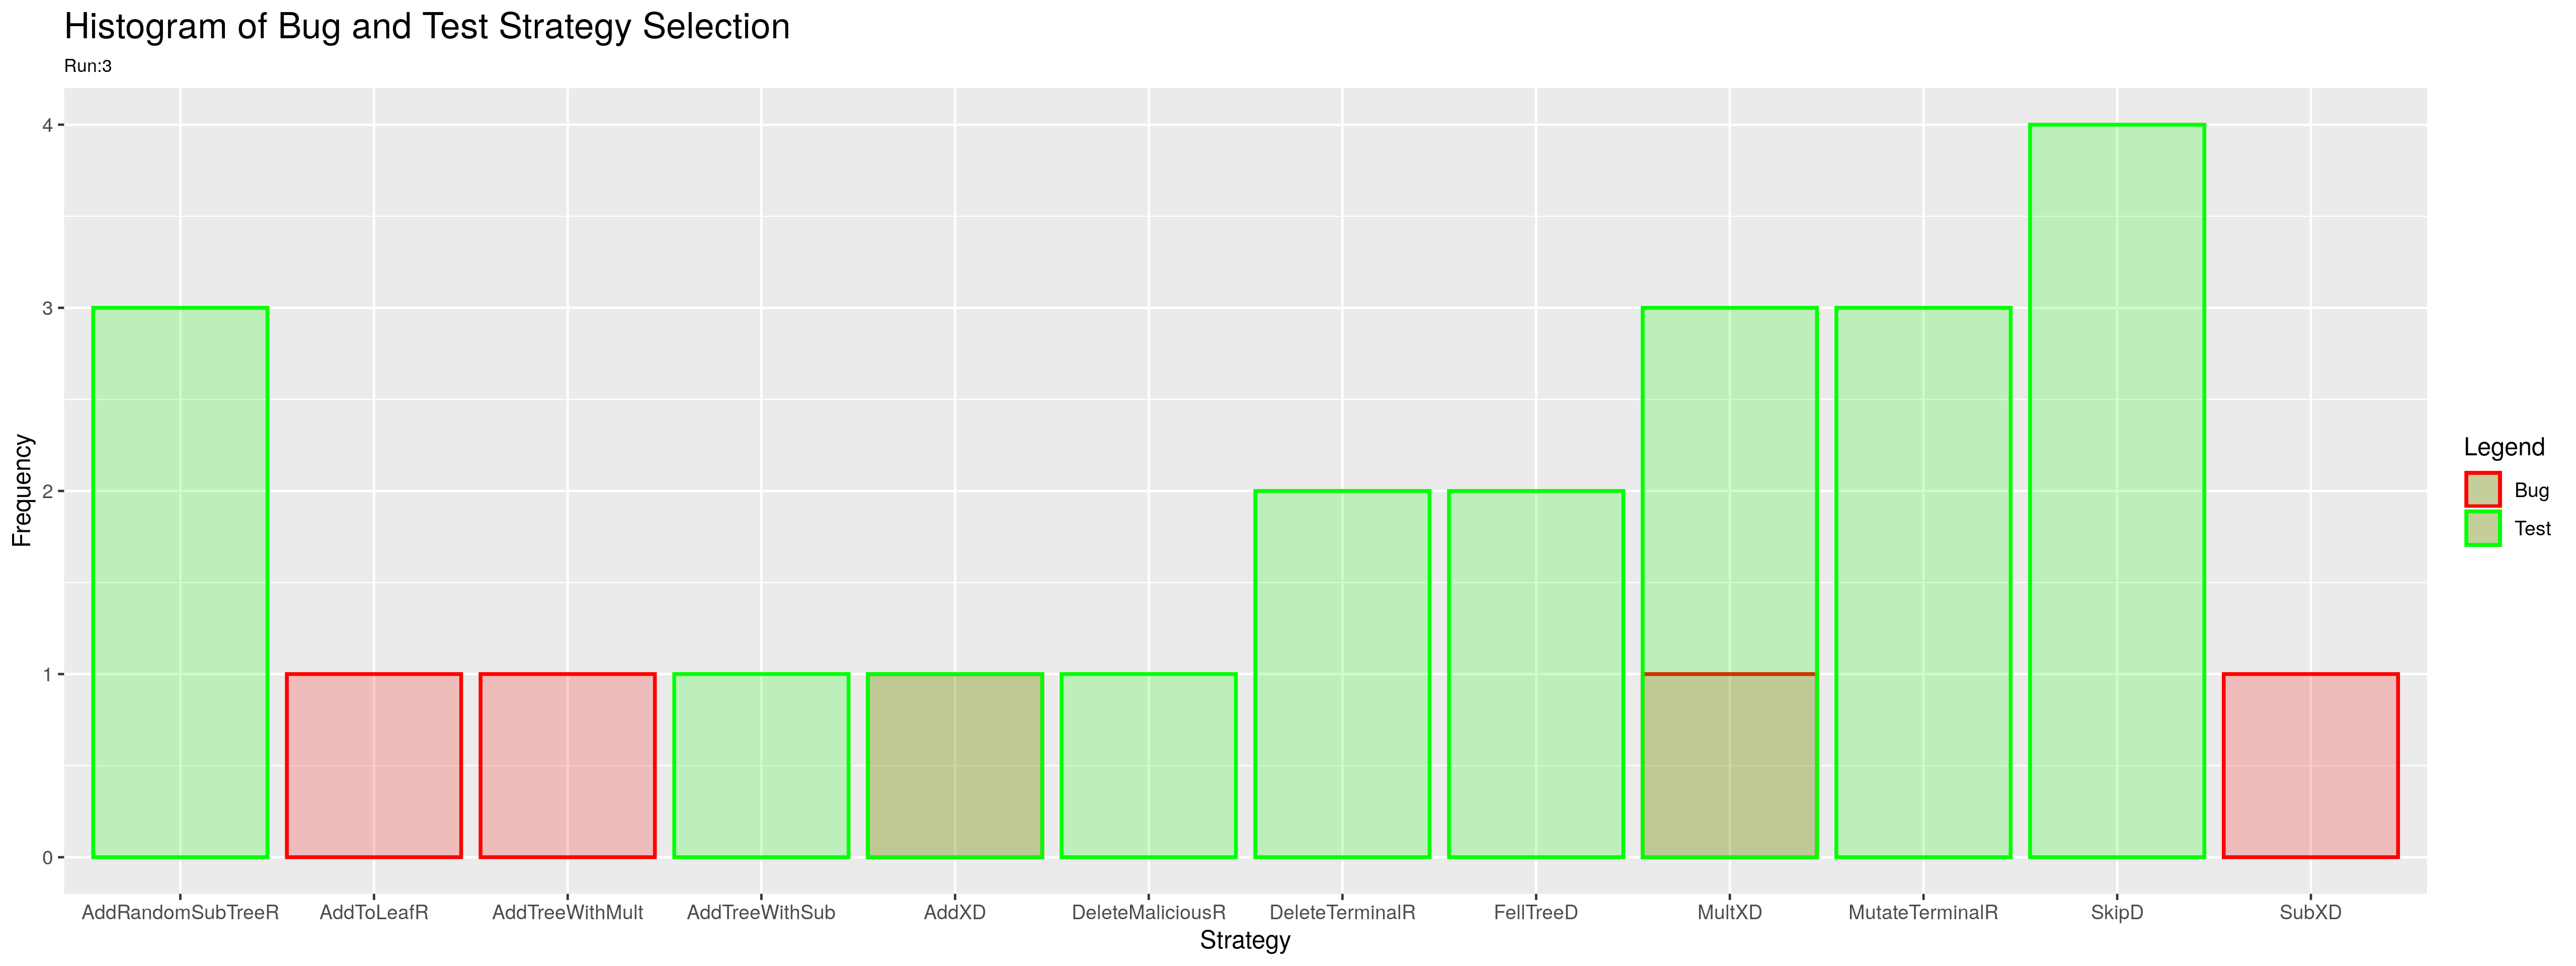 Histogram of Bug and Test Strategy Selection
Run:3
4
3
2
1
0
Frequency
AddRandomSubTreeR AddToLeafR AddTreeWithMult AddTreeWithSub AddXD DeleteMaliciousR DeleteTerminalR FellTreeD MultXD MutateTerminalR SkipD SubXD
Strategy
Legend
Bug
Test